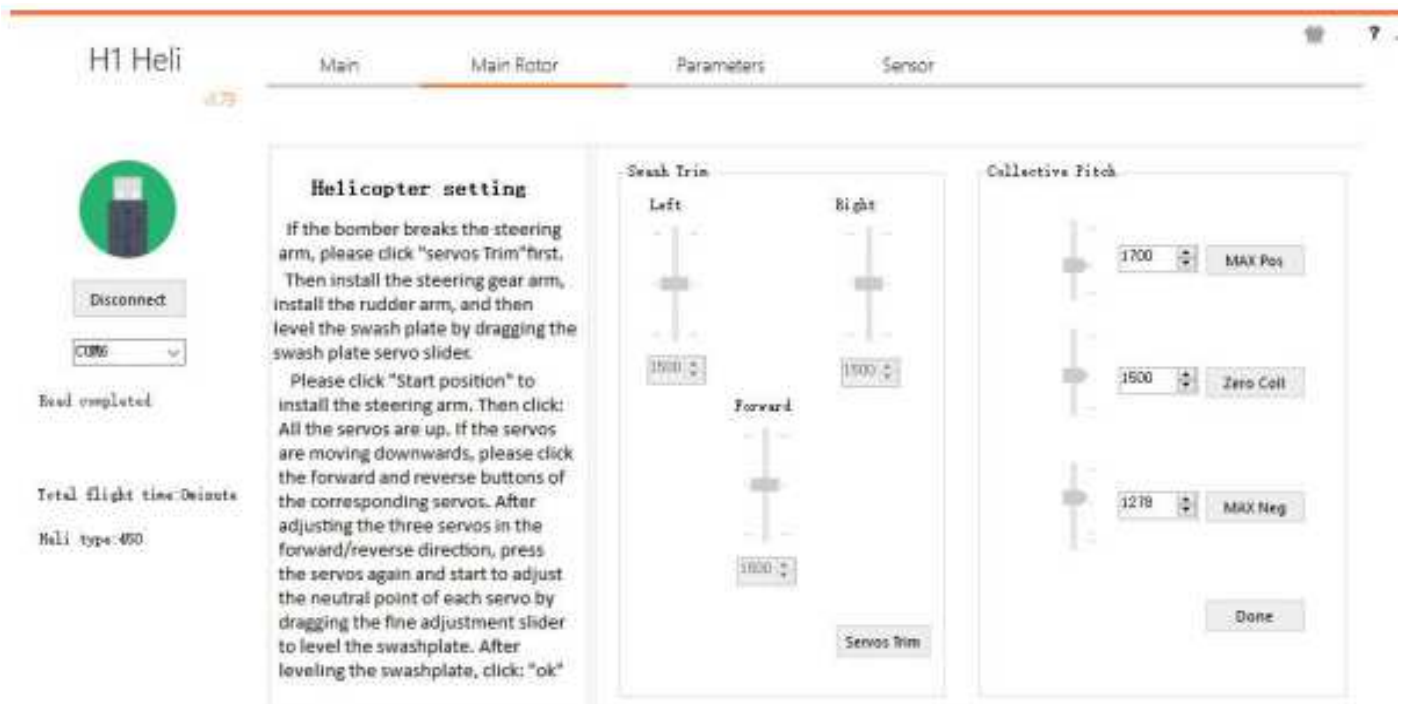 ?
H1 Heli
Main Main Rotor Parameters Sensor
Disconnect
COM6
Read completed
Total flight time:0minute
Heli type:450
Helicopter setting
If the bomber breaks the steering
arm, please click "servos Trim"first.
Then install the steering gear arm,
install the rudder arm, and then
level the swash plate by dragging the
swash plate servo slider.
Please click "Start position" to
install the steering arm. Then click:
All the servos are up. If the servos
are moving downwards, please click
the forward and reverse buttons of
the corresponding servos. After
adjusting the three servos in the
forward/reverse direction, press
the servos again and start to adjust
the neutral point of each servo by
dragging the fine adjustment slider
to level the swashplate. After
leveling the swashplate, click: "ok"
Swash Trim
Left Right
1500 1500
Forward
1500
Servos Trim
Collective Pitch
1700 MAX Pos
1500 Zero Coll
1278 MAX Neg
Done